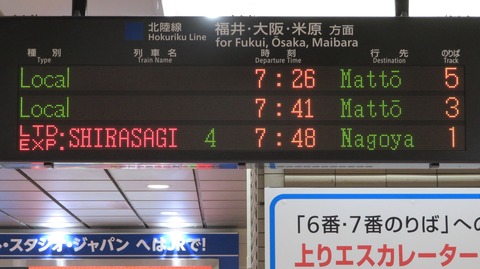 北陸線 福井・大阪・米原 方面
Hokuriku Line for Fukui, Ōsaka, Maibara
種別 列車名 時刻 行先 のりば
Type Train Name Departure Time Destination Track
Local 7:26 Mattō 5
Local 7:41 Mattō 3
LTD.EXP: SHIRASAGI 4 7:48 Nagoya 1
ル・スタジオ・ジャパン へはJRで!
「6番・7番のりば」への
上りエスカレーター